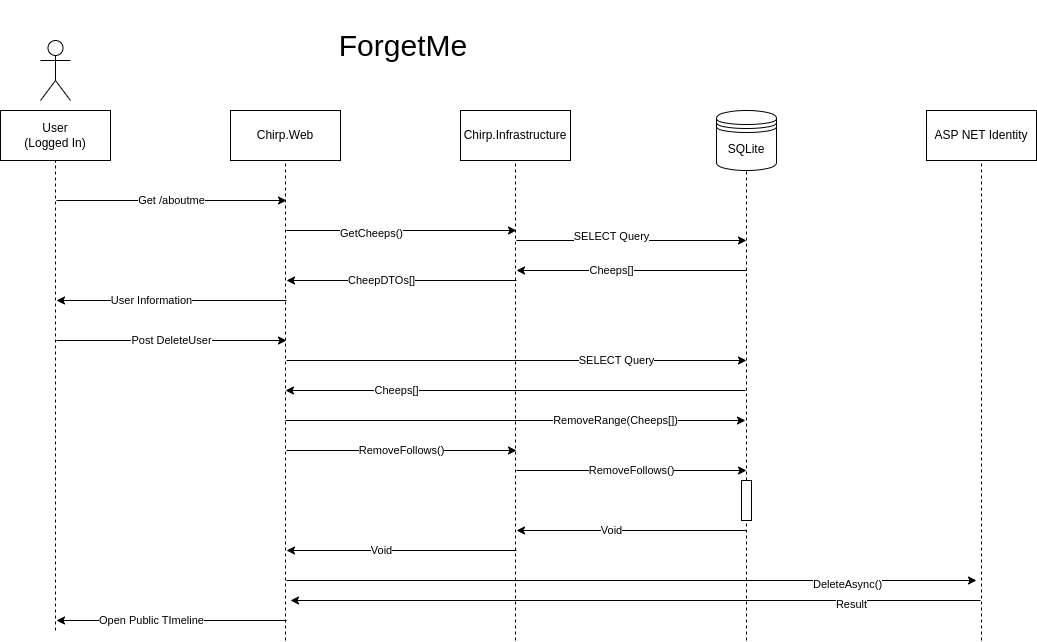 ForgetMe
User
(Logged In)
Chirp.Web
Chirp.Infrastructure
SQLite
ASP NET Identity
Get /aboutme
GetCheeps()
SELECT Query
Cheeps[]
CheepDTOs[]
User Information
Post DeleteUser
SELECT Query
Cheeps[]
RemoveRange(Cheeps[])
RemoveFollows()
RemoveFollows()
Void
Void
DeleteAsync()
Result
Open Public TImeline